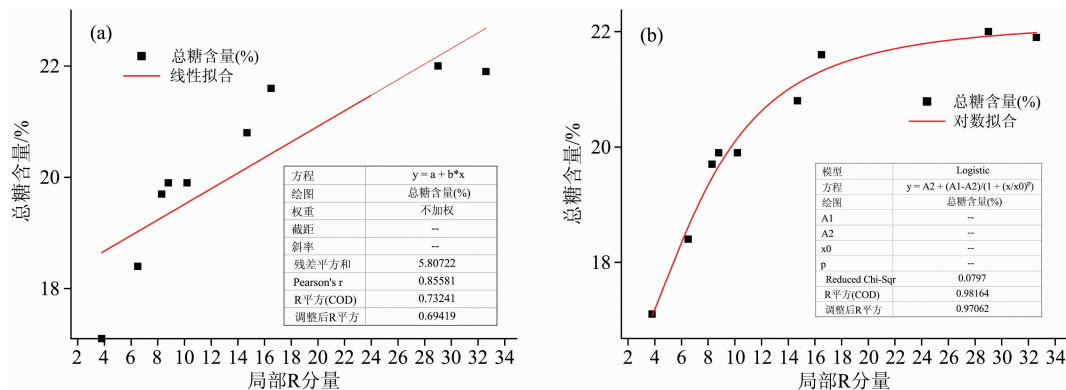 (a)
总糖含量(%)
线性拟合
总糖含量/%
22
20
18
方程 y = a + b*x
绘图 总糖含量(%)
权重 不加权
截距 --
斜率 --
残差平方和 5.80722
Pearson's r 0.85581
R平方(COD) 0.73241
调整后R平方 0.69419
2 4 6 8 10 12 14 16 18 20 22 24 26 28 30 32 34
局部R分量
(b)
总糖含量(%)
对数拟合
总糖含量/%
22
20
18
模型 Logistic
方程 y = A2 + (A1-A2)/(1 + (x/x0)^p)
绘图 总糖含量(%)
A1 --
A2 --
x0 --
p --
Reduced Chi-Sqr 0.0797
R平方(COD) 0.98164
调整后R平方 0.97062
2 4 6 8 10 12 14 16 18 20 22 24 26 28 30 32 34
局部R分量